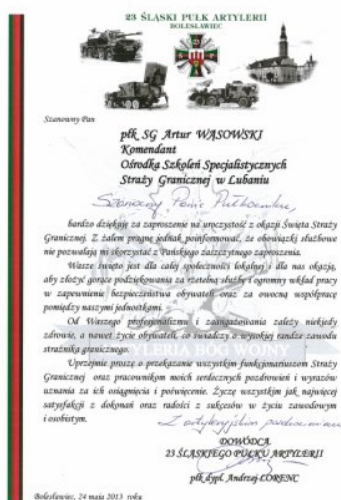 23 ŚLĄSKI PUŁK ARTYLERII
BOLESŁAWIEC
Szanowny Pan
płk SG Artur WĄSOWSKI
Komendant
Ośrodka Szkoleń Specjalistycznych
Straży Granicznej w Lubaniu
Szanowny Panie Pułkowniku,
bardzo dziękuję za zaproszenie na uroczystość z okazji Święta Straży
Granicznej. Z żalem pragnę jednak poinformować, że obowiązki służbowe
nie pozwalają mi skorzystać z Pańskiego zaszczytnego zaproszenia.
Wasze święto jest dla całej społeczności lokalnej i dla nas okazją,
aby złożyć gorące podziękowania za rzetelną służbę i ogromny wkład pracy
w zapewnienie bezpieczeństwa obywateli oraz za owocną współpracę
pomiędzy naszymi jednostkami.
Od Waszego profesjonalizmu i zaangażowania zależy niekiedy
zdrowie, a nawet życie obywateli, co świadczy o wysokiej randze zawodu
strażnika granicznego.
ARTYLERIA BÓG WOJNY
Uprzejmie proszę o przekazanie wszystkim funkcjonariuszom Straży
Granicznej oraz pracownikom moich serdecznych pozdrowień i wyrazów
uznania za ich osiągnięcia i poświęcenie. Życzę wszystkim jak najwięcej
satysfakcji z dokonań oraz radości z sukcesów w życiu zawodowym
i osobistym.
Z artyleryjskim pozdrowieniem
DOWÓDCA
23 ŚLĄSKIEGO PUŁKU ARTYLERII
płk dypl. Andrzej LORENC
Bolesławiec, 24 maja 2013 roku